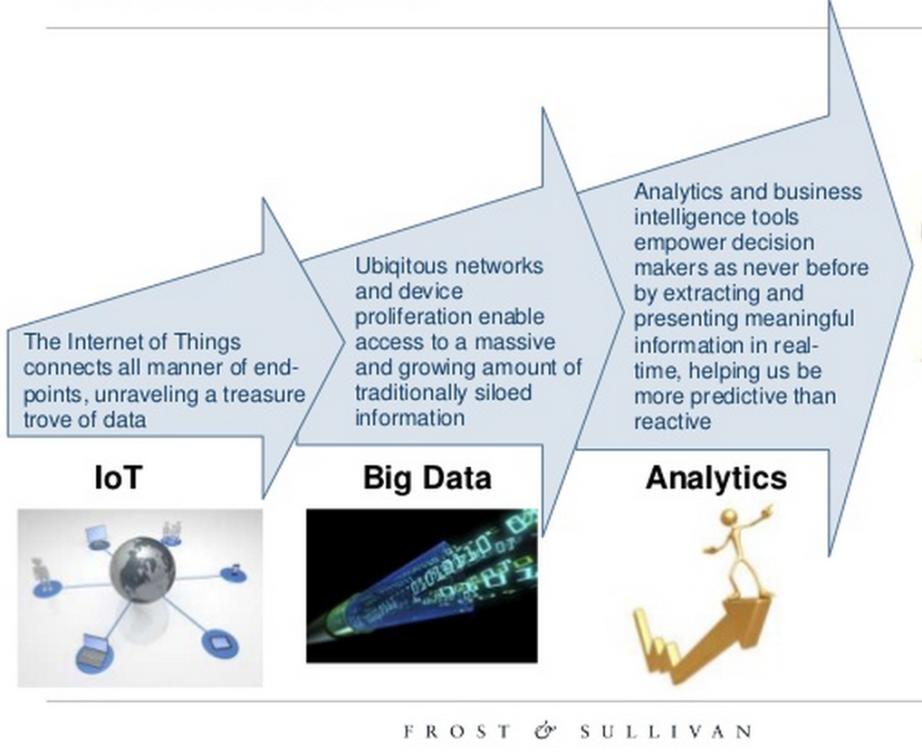 The Internet of Things
connects all manner of end-
points, unraveling a treasure
trove of data
Ubiqitous networks
and device
proliferation enable
access to a massive
and growing amount of
traditionally siloed
information
Analytics and business
intelligence tools
empower decision
makers as never before
by extracting and
presenting meaningful
information in real-
time, helping us be
more predictive than
reactive
IoT
Big Data
Analytics
FROST & SULLIVAN